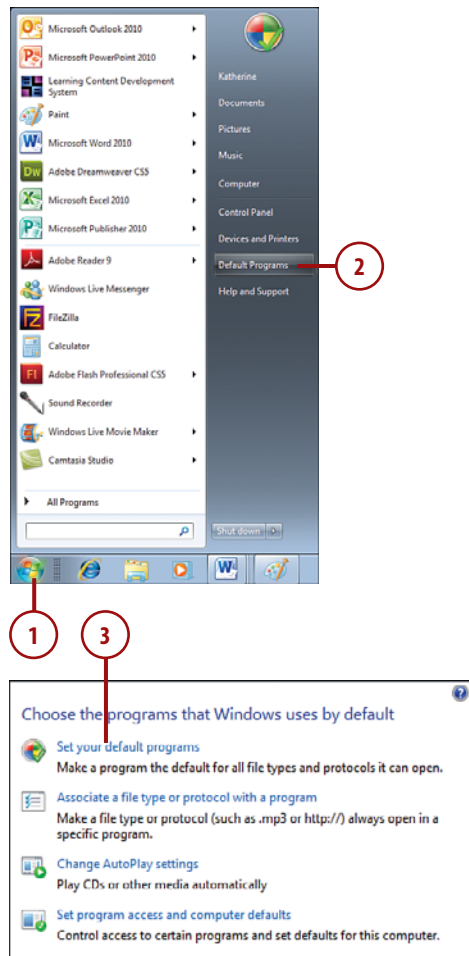 Microsoft Outlook 2010
Microsoft PowerPoint 2010
Learning Content Development
System
Paint
Microsoft Word 2010
Adobe Dreamweaver CS5
Microsoft Excel 2010
Microsoft Publisher 2010
Adobe Reader 9
Windows Live Messenger
FileZilla
Calculator
Adobe Flash Professional CS5
Sound Recorder
Windows Live Movie Maker
Camtasia Studio
All Programs
Katherine
Documents
Pictures
Music
Computer
Control Panel
Devices and Printers
Default Programs
2
Help and Support
Shut down
1
3
Choose the programs that Windows uses by default
Set your default programs
Make a program the default for all file types and protocols it can open.
Associate a file type or protocol with a program
Make a file type or protocol (such as .mp3 or http://) always open in a
specific program.
Change AutoPlay settings
Play CDs or other media automatically
Set program access and computer defaults
Control access to certain programs and set defaults for this computer.